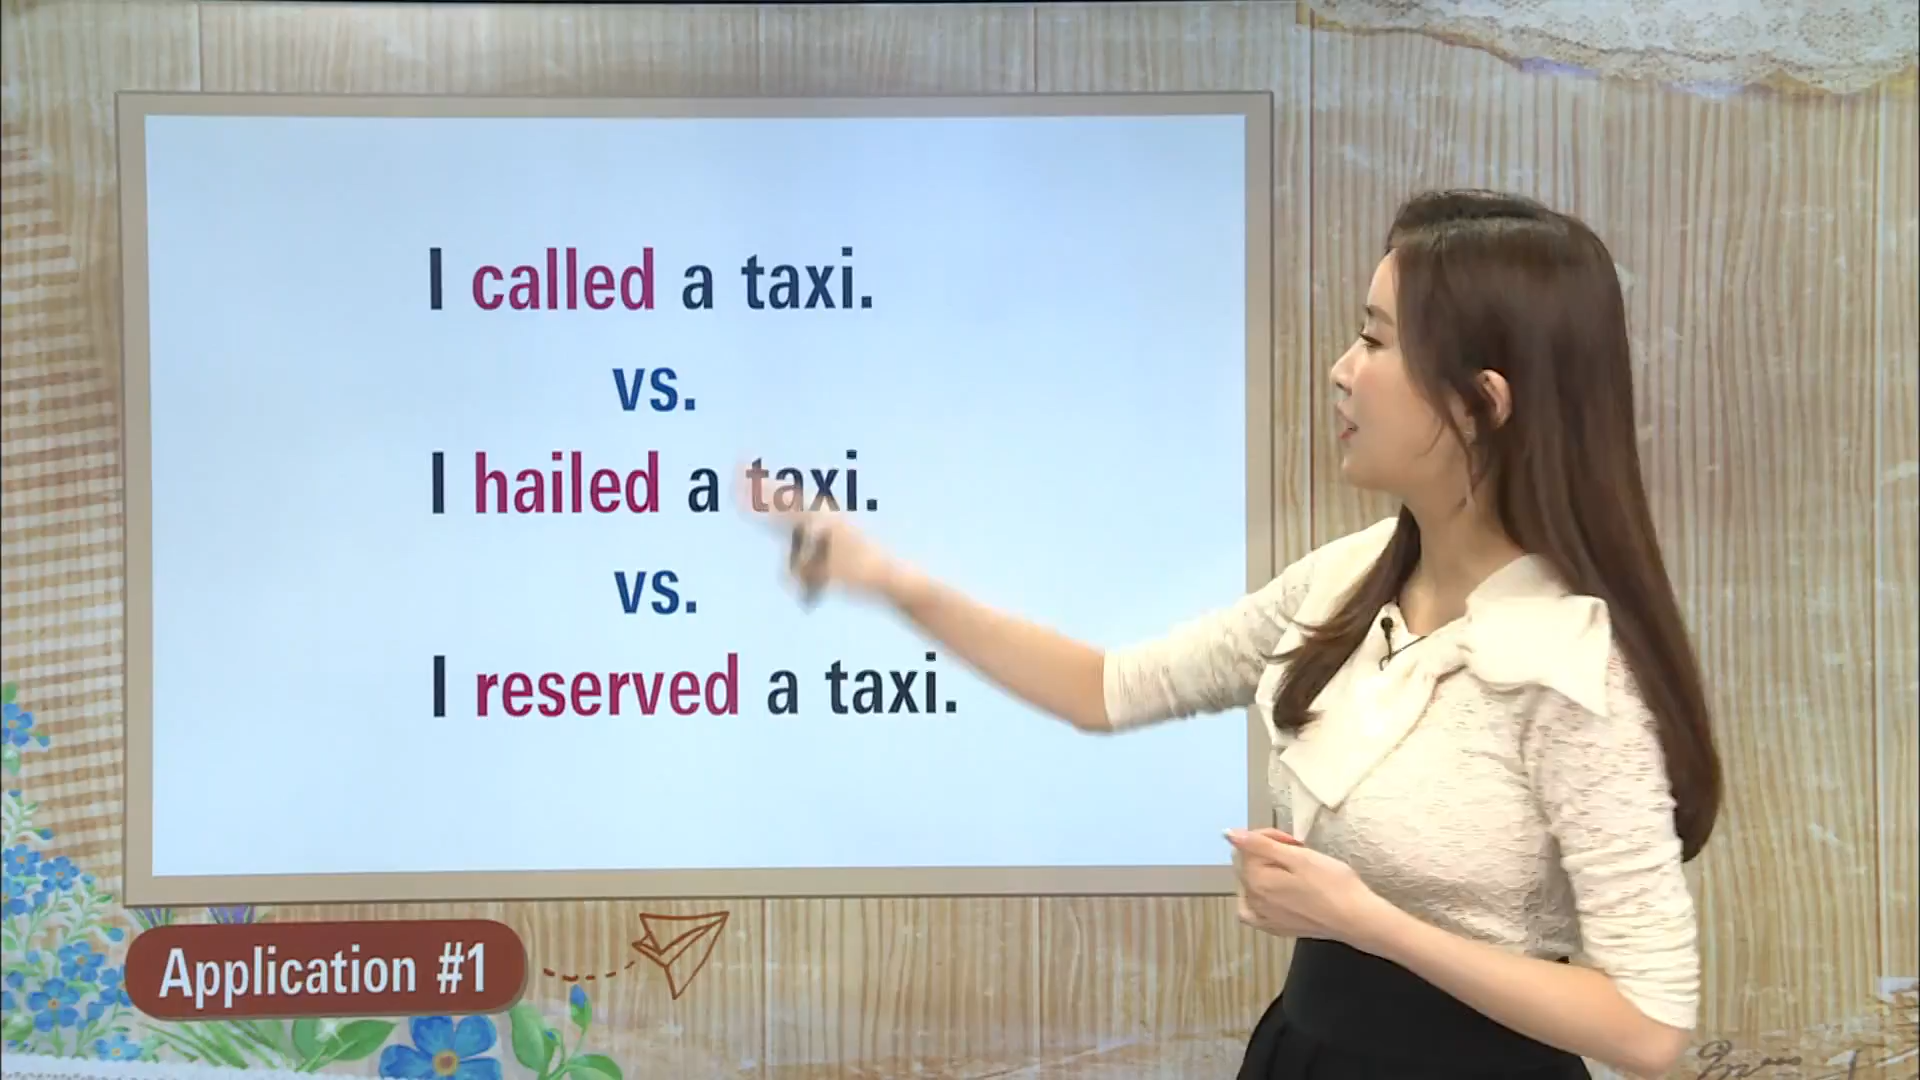 I called a taxi.
vs.
I hailed a taxi.
vs.
I reserved a taxi.
Application #1